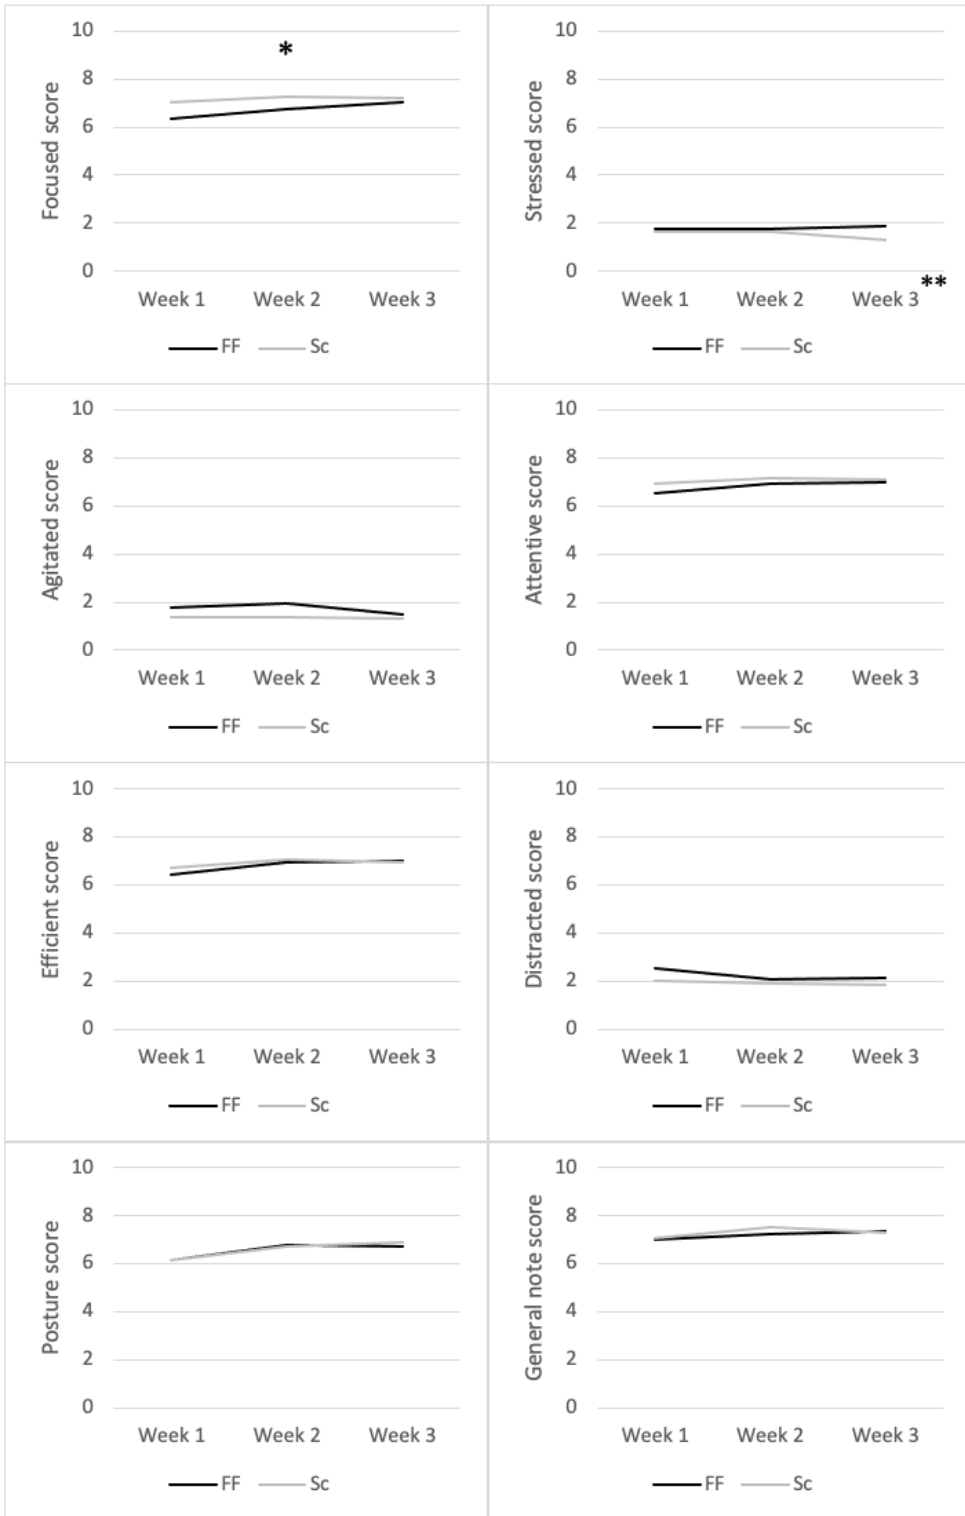 Focused score
10
*
8
6
4
2
0
Week 1 Week 2 Week 3
FF Sc
Stressed score
10
8
6
4
2
0
Week 1 Week 2 Week 3 **
FF Sc
Agitated score
10
8
6
4
2
0
Week 1 Week 2 Week 3
FF Sc
Attentive score
10
8
6
4
2
0
Week 1 Week 2 Week 3
FF Sc
Efficient score
10
8
6
4
2
0
Week 1 Week 2 Week 3
FF Sc
Distracted score
10
8
6
4
2
0
Week 1 Week 2 Week 3
FF Sc
Posture score
10
8
6
4
2
0
Week 1 Week 2 Week 3
FF Sc
General note score
10
8
6
4
2
0
Week 1 Week 2 Week 3
FF Sc